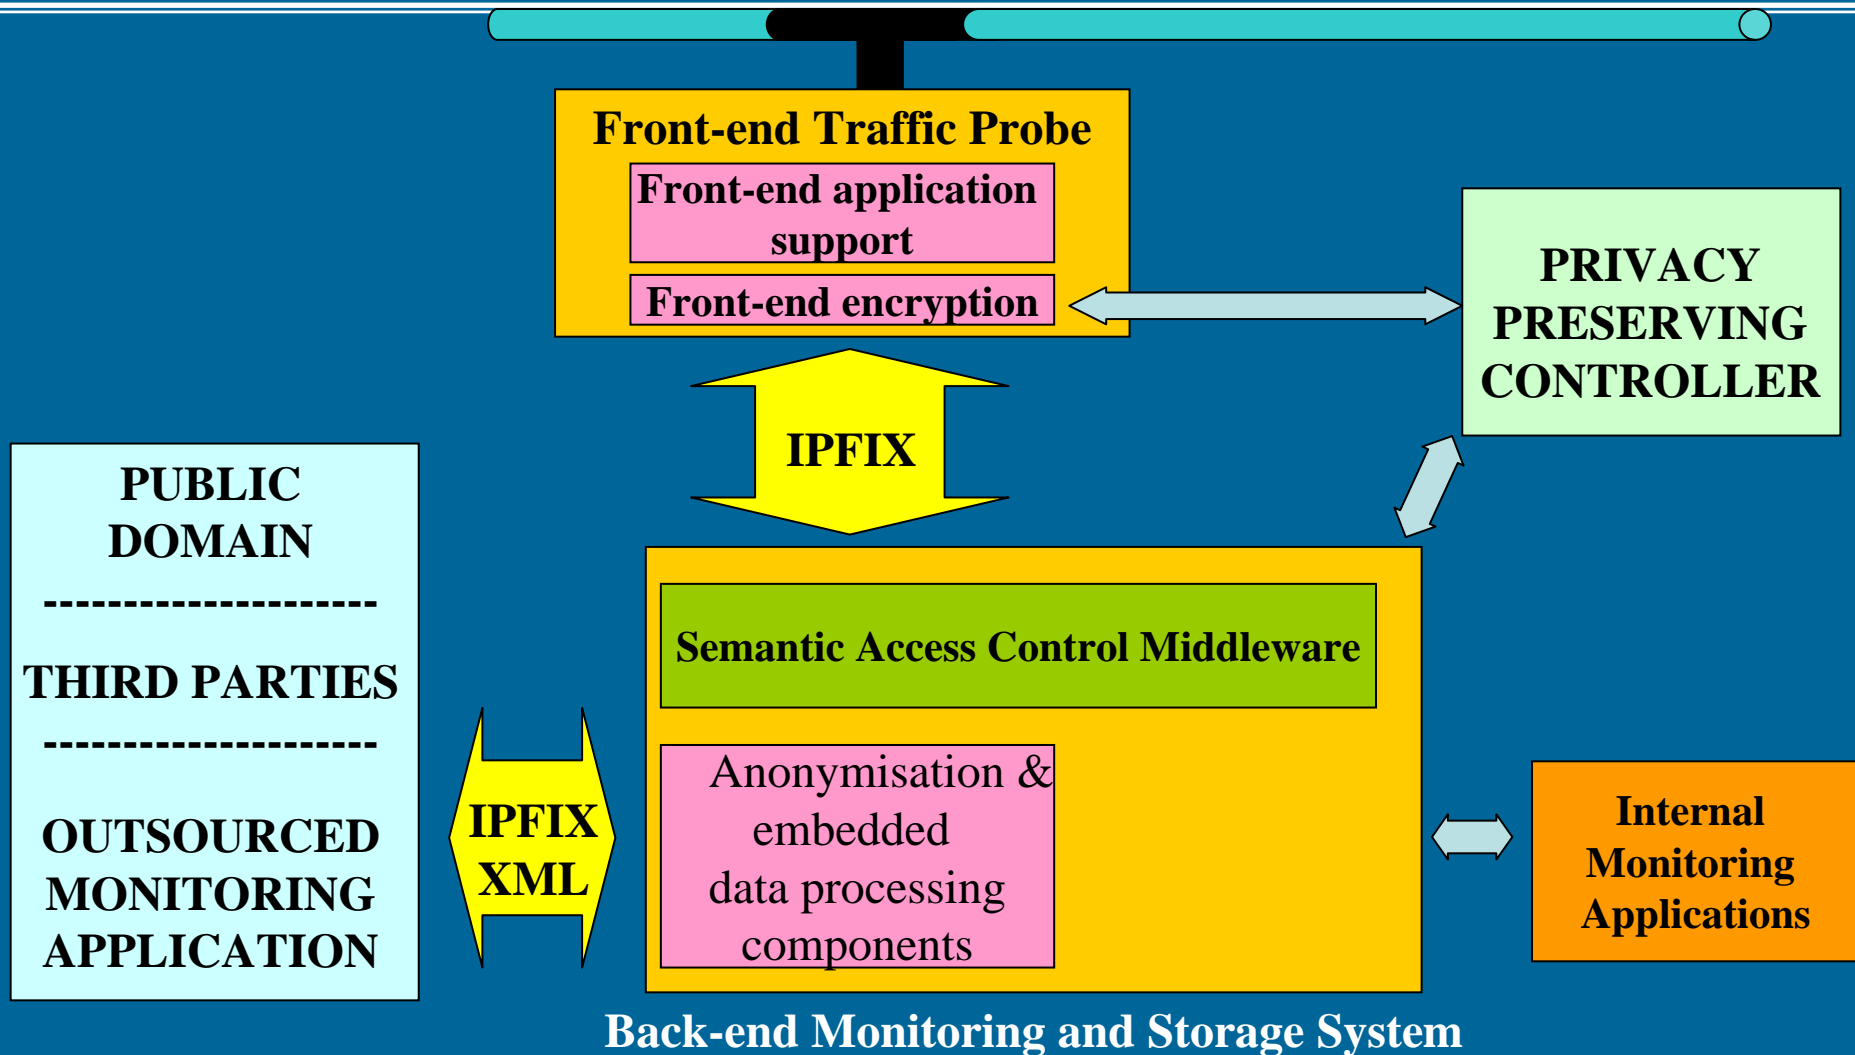 Front-end Traffic Probe
Front-end application
support
Front-end encryption
PRIVACY
PRESERVING
CONTROLLER
IPFIX
PUBLIC
DOMAIN
---------------------
THIRD PARTIES
---------------------
OUTSOURCED
MONITORING
APPLICATION
IPFIX
XML
Semantic Access Control Middleware
Anonymisation &
embedded
data processing
components
Internal
Monitoring
Applications
Back-end Monitoring and Storage System